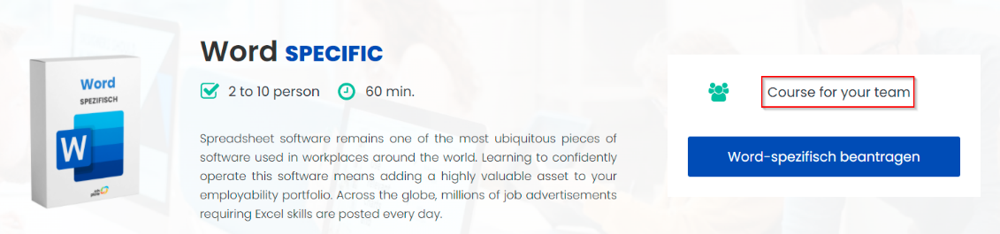 Word SPECIFIC
2 to 10 person 60 min.
Spreadsheet software remains one of the most ubiquitous pieces of
software used in workplaces around the world. Learning to confidently
operate this software means adding a highly valuable asset to your
employability portfolio. Across the globe, millions of job advertisements
requiring Excel skills are posted every day.
Word
SPEZIFISCH
W
Course for your team
Word-spezifisch beantragen